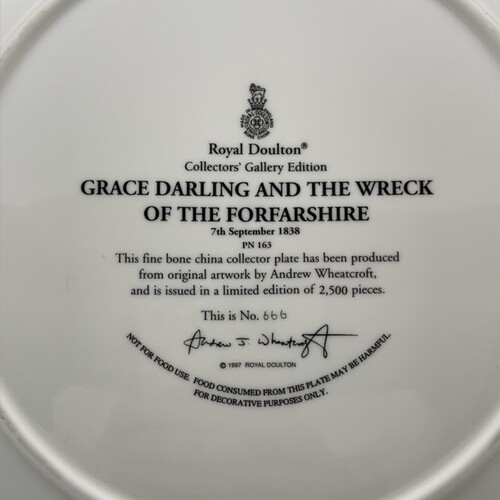 Royal Doulton®
Collectors' Gallery Edition
GRACE DARLING AND THE WRECK
OF THE FORFARSHIRE
7th September 1838
PN 163
This fine bone china collector plate has been produced
from original artwork by Andrew Wheatcroft,
and is issued in a limited edition of 2,500 pieces.
This is No. 666
Andrew J. Wheatcroft
© 1997 ROYAL DOULTON
NOT FOR FOOD USE. FOOD CONSUMED FROM THIS PLATE MAY BE HARMFUL
FOR DECORATIVE PURPOSES ONLY.